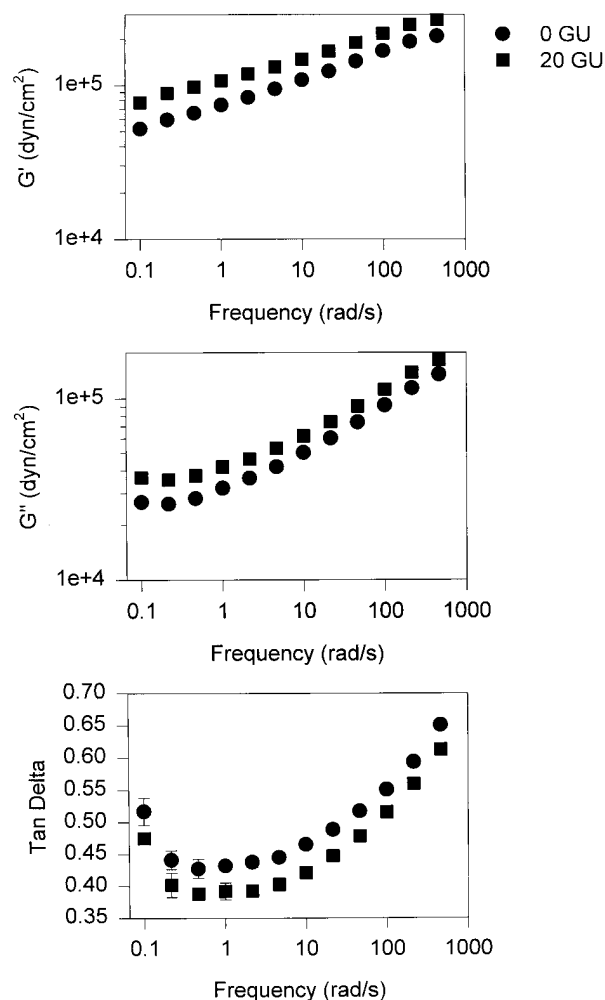 0 GU
20 GU
1e+5
1e+4
G' (dyn/cm²)
0.1 1 10 100 1000
Frequency (rad/s)
1e+5
1e+4
G" (dyn/cm²)
0.1 1 10 100 1000
Frequency (rad/s)
0.70
0.65
0.60
0.55
0.50
0.45
0.40
0.35
Tan Delta
0.1 1 10 100 1000
Frequency (rad/s)